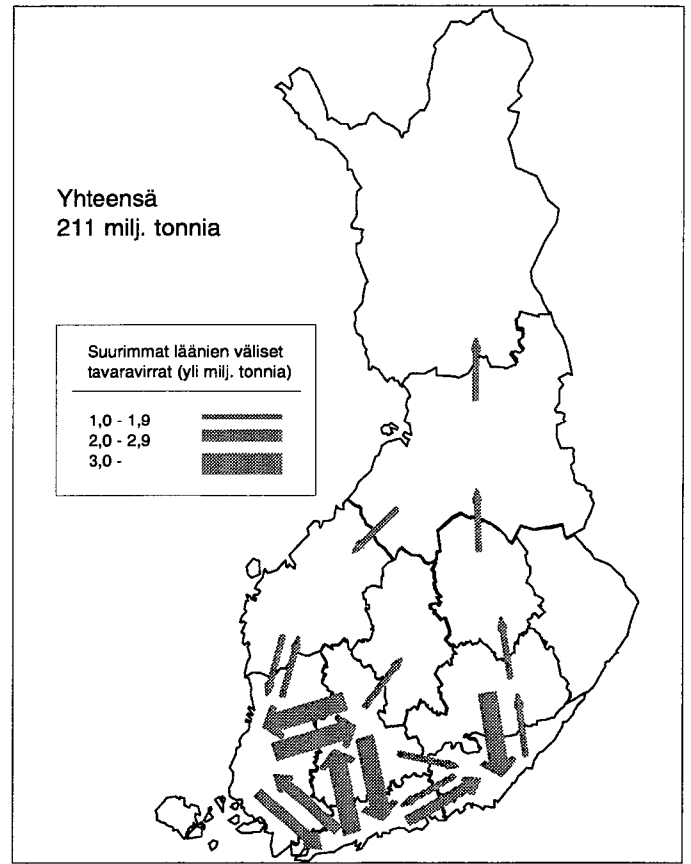 Yhteensä
211 milj. tonnia
Suurimmat läänien väliset
tavaravirrat (yli milj. tonnia)
1,0 - 1,9
2,0 - 2,9
3,0 -